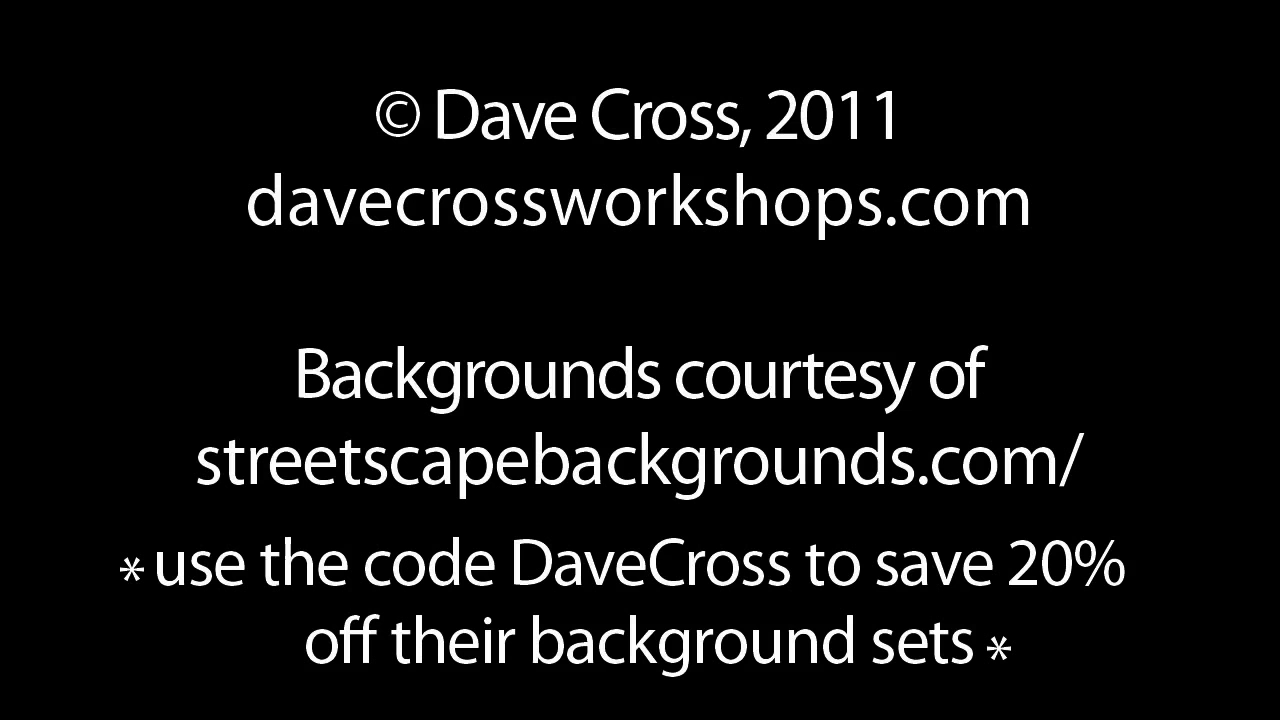 © Dave Cross, 2011
davecrossworkshops.com
Backgrounds courtesy of
streetscapebackgrounds.com/
* use the code DaveCross to save 20%
off their background sets *